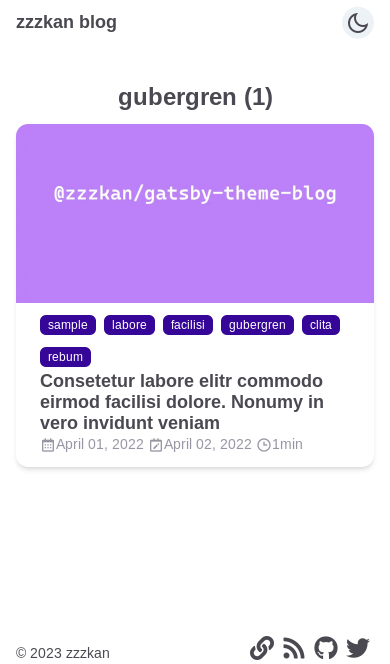 zzzkan blog
gubergren (1)
@zzzkan/gatsby-theme-blog
sample labore facilisi gubergren clita
rebum
Consetetur labore elitr commodo
eirmod facilisi dolore. Nonumy in
vero invidunt veniam
April 01, 2022 April 02, 2022 1min
© 2023 zzzkan